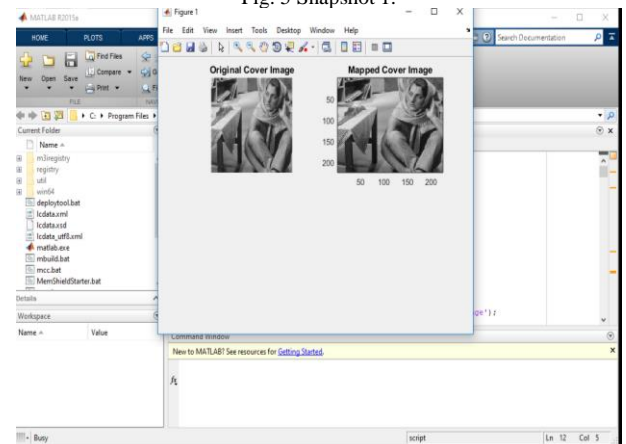 Fig. 5 Snapshot 1.
MATLAB R2015a
Figure 1
HOME PLOTS APPS
File Edit View Insert Tools Desktop Window Help
Search Documentation
New Open Save
Find Files
Compare
Print
FILE
C: Program Files
Current Folder
Name
m3iregistry
registry
util
win64
deploytool.bat
lcdata.xml
lcdata.xsd
lcdata_utf8.xml
matlab.exe
mbuild.bat
mcc.bat
MemShieldStarter.bat
Details
Workspace
Name Value
Original Cover Image
Mapped Cover Image
50
100
150
200
50 100 150 200
ge');
Command Window
New to MATLAB? See resources for Getting Started.
fx
Busy
script
Ln 12 Col 5